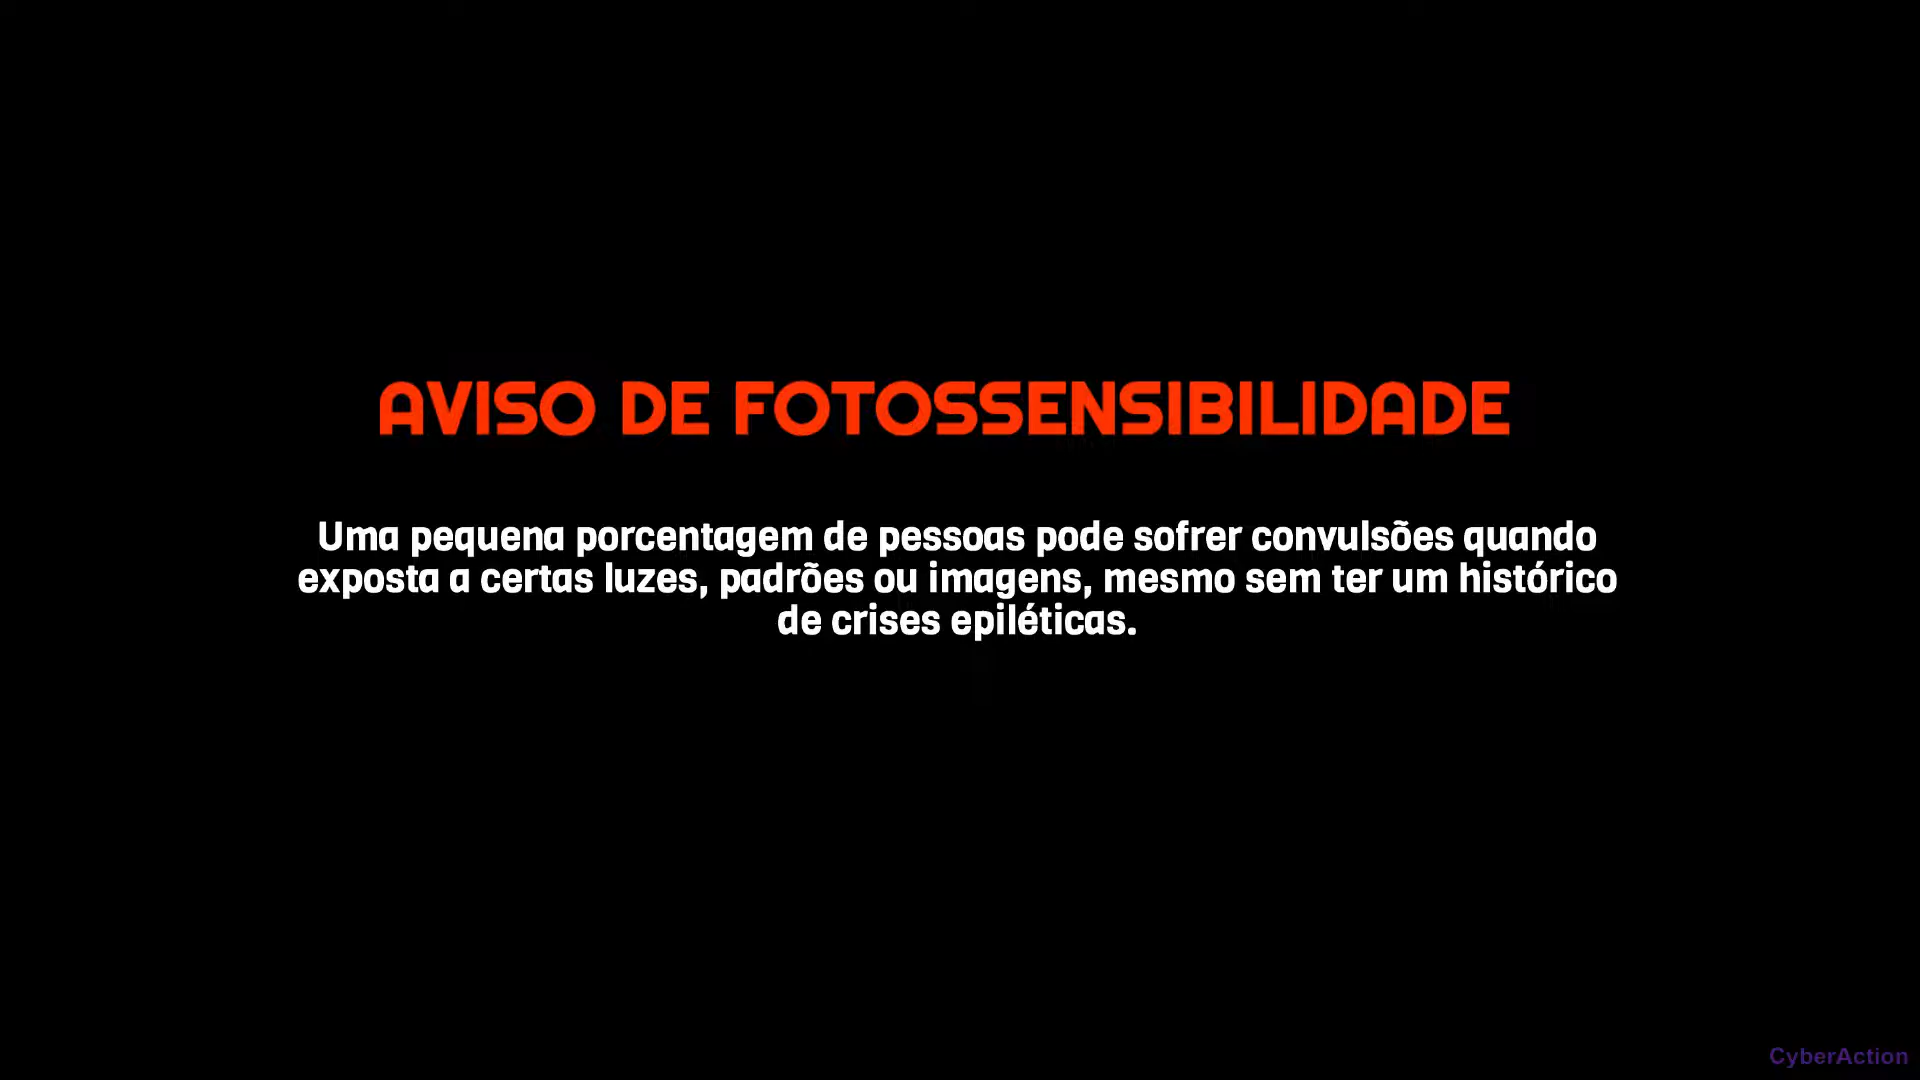 AVISO DE FOTOSSENSIBILIDADE
Uma pequena porcentagem de pessoas pode sofrer convulsões quando
exposta a certas luzes, padrões ou imagens, mesmo sem ter um histórico
de crises epiléticas.
CyberAction